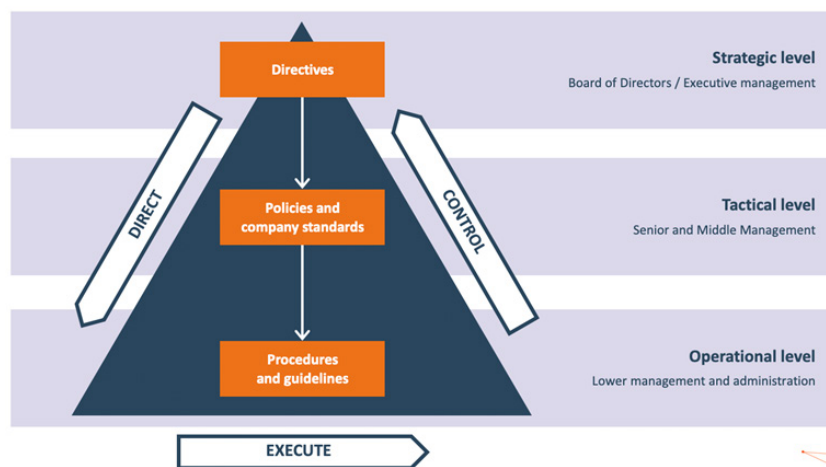 Directives
Strategic level
Board of Directors / Executive management
DIRECT
CONTROL
Policies and
company standards
Tactical level
Senior and Middle Management
Procedures
and guidelines
Operational level
Lower management and administration
EXECUTE